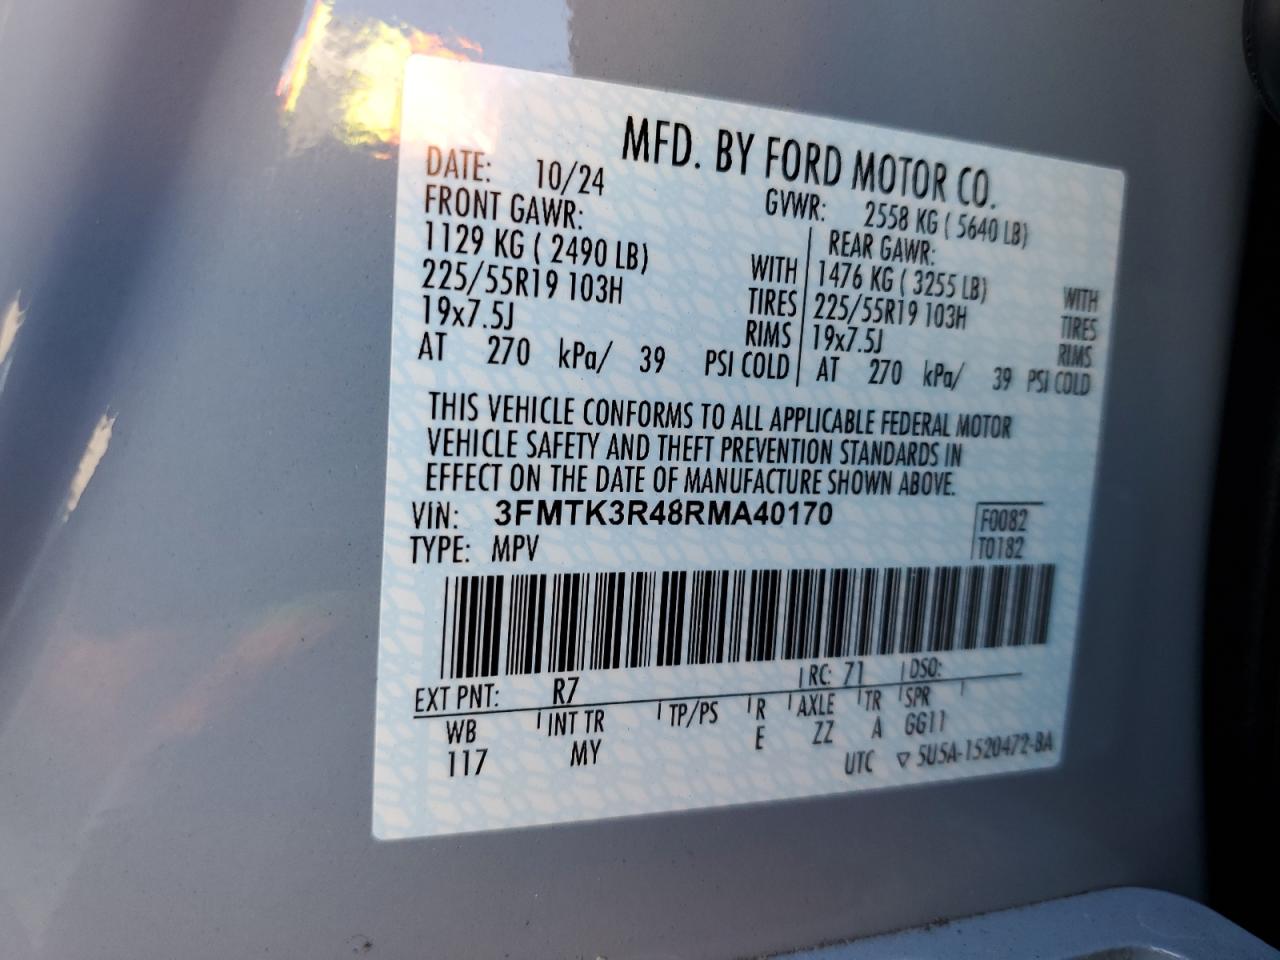 MFD. BY FORD MOTOR CO.
DATE: 10/24 GVWR: 2558 KG ( 5640 LB)
FRONT GAWR: REAR GAWR:
1129 KG ( 2490 LB) WITH 1476 KG ( 3255 LB) WITH
225/55R19 103H TIRES 225/55R19 103H TIRES
19x7.5J RIMS 19x7.5J RIMS
AT 270 kPa/ 39 PSI COLD AT 270 kPa/ 39 PSI COLD
THIS VEHICLE CONFORMS TO ALL APPLICABLE FEDERAL MOTOR
VEHICLE SAFETY AND THEFT PREVENTION STANDARDS IN
EFFECT ON THE DATE OF MANUFACTURE SHOWN ABOVE.
VIN: 3FMTK3R48RMA40170 F0082
TYPE: MPV T0182
EXT PNT: R7 RC: 71 DSO:
WB INT TR TP/PS R AXLE TR SPR
117 MY E ZZ A GG11
UTC ▽ 5U5A-1520472-BA